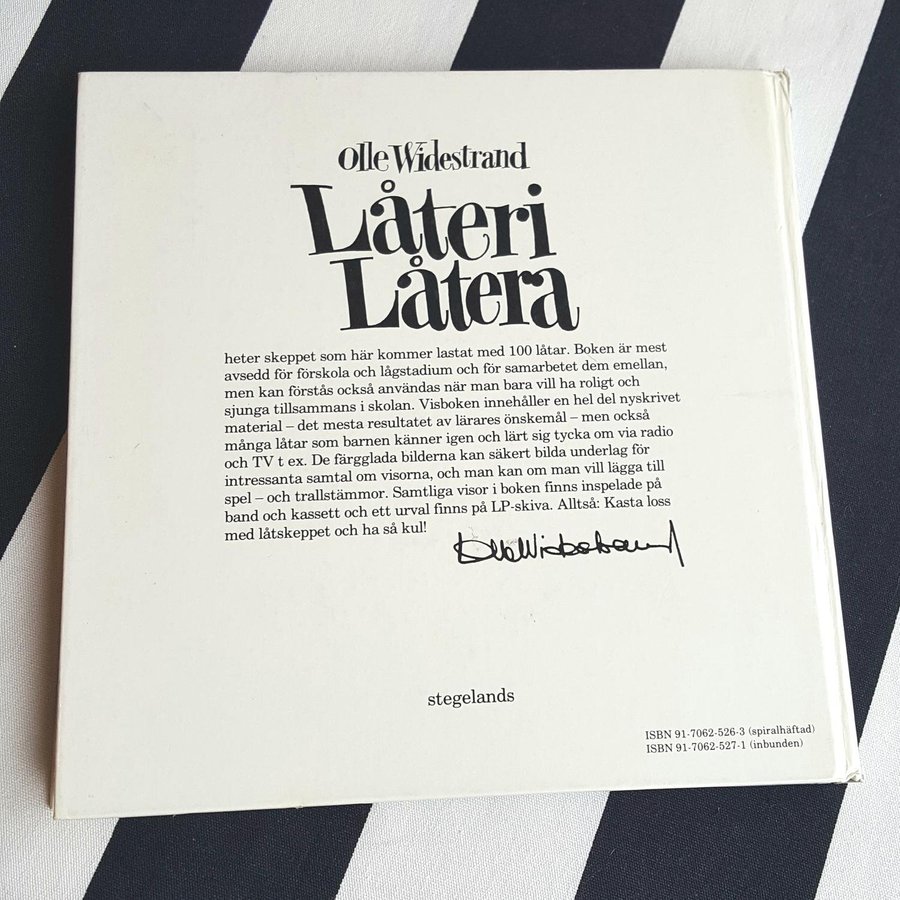 Olle Widestrand
Låteri
Låtera
heter skeppet som här kommer lastat med 100 låtar. Boken är mest
avsedd för förskola och lågstadium och för samarbetet dem emellan,
men kan förstås också användas när man bara vill ha roligt och
sjunga tillsammans i skolan. Visboken innehåller en hel del nyskrivet
material – det mesta resultatet av lärares önskemål – men också
många låtar som barnen känner igen och lärt sig tycka om via radio
och TV t ex. De färgglada bilderna kan säkert bilda underlag för
intressanta samtal om visorna, och man kan om man vill lägga till
spel – och trallstämmor. Samtliga visor i boken finns inspelade på
band och kassett och ett urval finns på LP-skiva. Alltså: Kasta loss
med låtskeppet och ha så kul!
Olle Widestrand
stegelands
ISBN 91-7062-526-3 (spiralhäftad)
ISBN 91-7062-527-1 (inbunden)